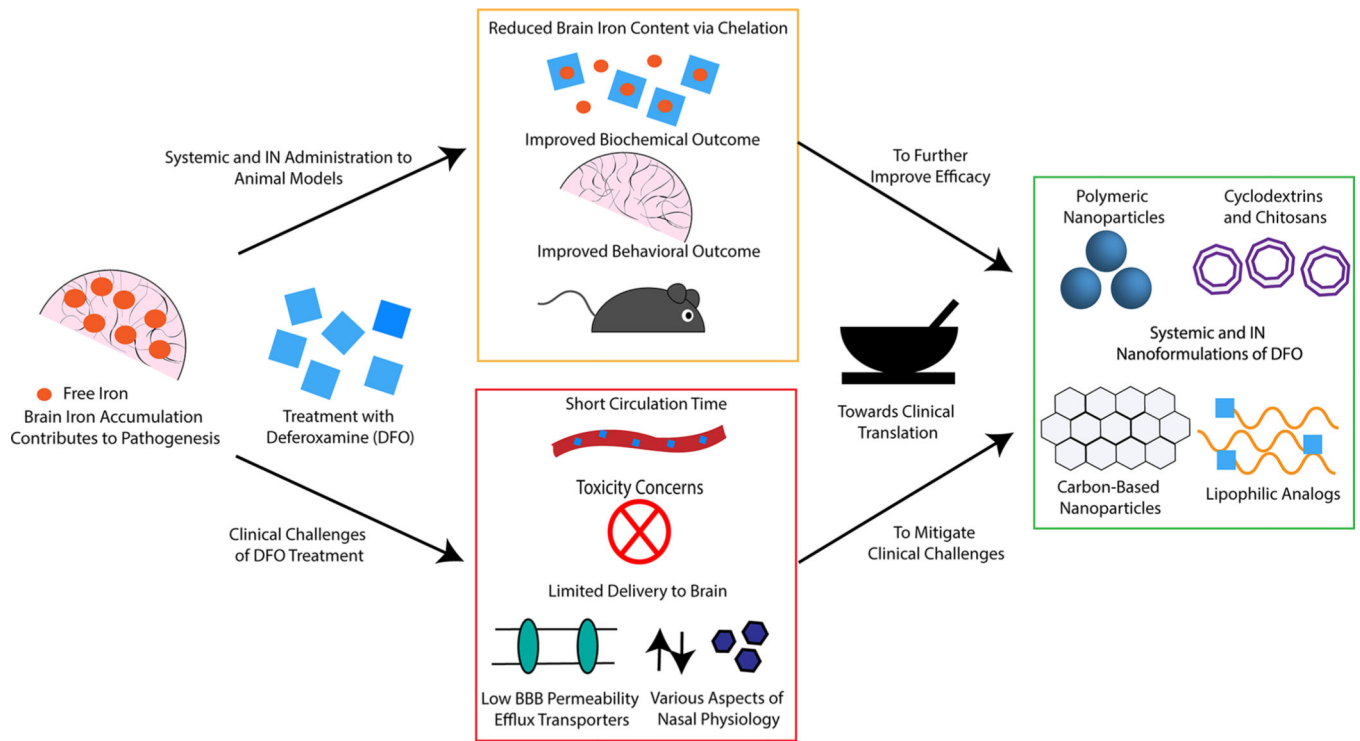 Free Iron
Brain Iron Accumulation
Contributes to Pathogenesis
Treatment with
Deferoxamine (DFO)
Systemic and IN Administration to
Animal Models
Clinical Challenges
of DFO Treatment
Reduced Brain Iron Content via Chelation
Improved Biochemical Outcome
Improved Behavioral Outcome
Short Circulation Time
Toxicity Concerns
Limited Delivery to Brain
Low BBB Permeability
Efflux Transporters
Various Aspects of
Nasal Physiology
To Further
Improve Efficacy
Towards Clinical
Translation
To Mitigate
Clinical Challenges
Polymeric
Nanoparticles
Cyclodextrins
and Chitosans
Systemic and IN
Nanoformulations of DFO
Carbon-Based
Nanoparticles
Lipophilic Analogs